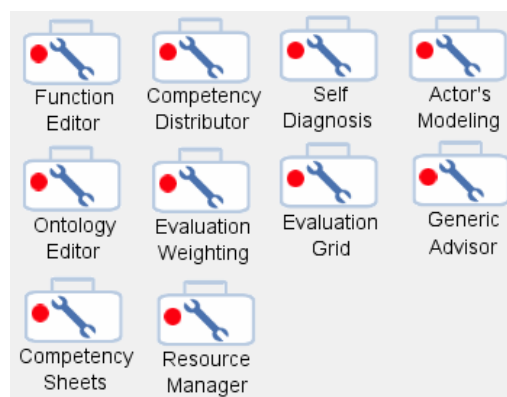 Function
Editor
Competency
Distributor
Self
Diagnosis
Actor's
Modeling
Ontology
Editor
Evaluation
Weighting
Evaluation
Grid
Generic
Advisor
Competency
Sheets
Resource
Manager